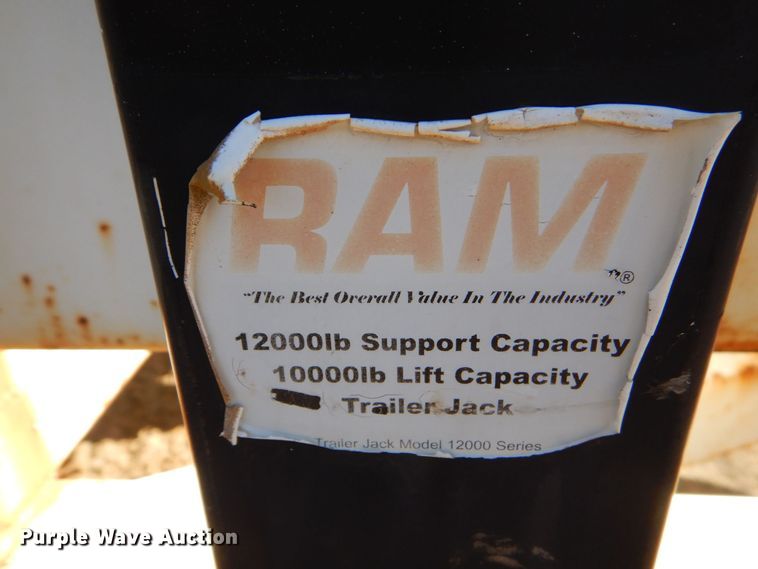 RAM®
"The Best Overall Value In The Industry"
12000lb Support Capacity
10000lb Lift Capacity
Trailer Jack
Trailer Jack Model 12000 Series
Purple Wave Auction